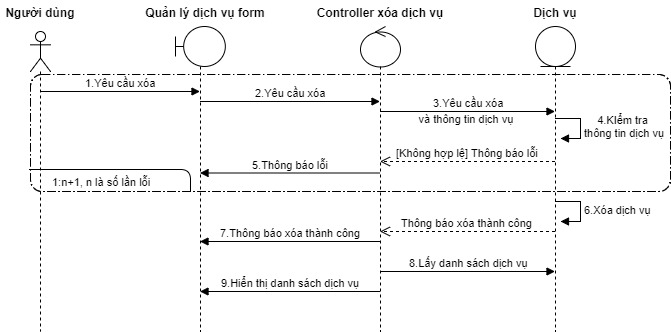 Người dùng
Quản lý dịch vụ form
Controller xóa dịch vụ
Dịch vụ
1.Yêu cầu xóa
2.Yêu cầu xóa
3.Yêu cầu xóa
và thông tin dịch vụ
4.KIểm tra
thông tin dịch vụ
[Không hợp lệ] Thông báo lỗi
5.Thông báo lỗi
1:n+1, n là số lần lỗi
6.Xóa dịch vụ
Thông báo xóa thành công
7.Thông báo xóa thành công
8.Lấy danh sách dịch vụ
9.Hiển thị danh sách dịch vụ